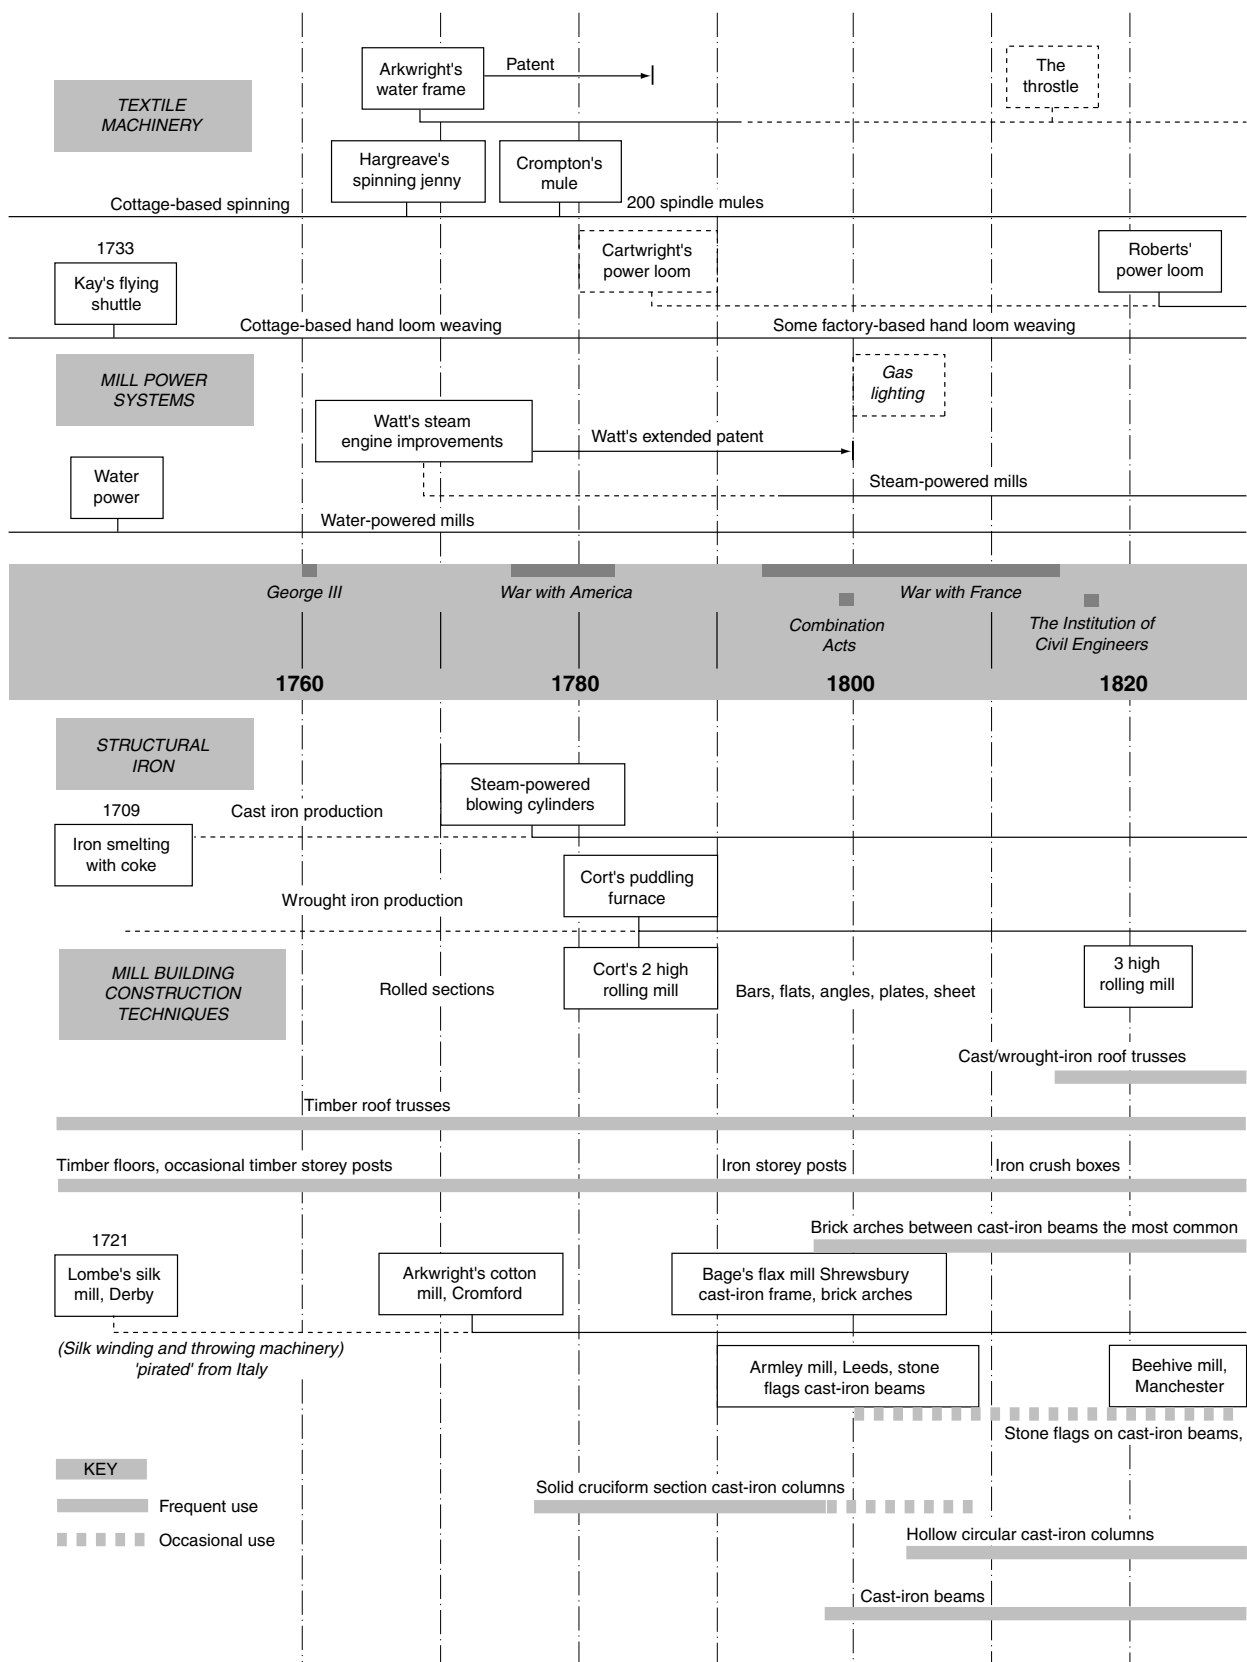 Arkwright's
water frame
Patent
The
throstle
TEXTILE
MACHINERY
Hargreave's
spinning jenny
Crompton's
mule
Cottage-based spinning
200 spindle mules
1733
Kay's flying
shuttle
Cartwright's
power loom
Roberts'
power loom
Cottage-based hand loom weaving
Some factory-based hand loom weaving
MILL POWER
SYSTEMS
Gas
lighting
Watt's steam
engine improvements
Watt's extended patent
Water
power
Steam-powered mills
Water-powered mills
George III
War with America
War with France
Combination
Acts
The Institution of
Civil Engineers
1760
1780
1800
1820
STRUCTURAL
IRON
Steam-powered
blowing cylinders
1709
Cast iron production
Iron smelting
with coke
Cort's puddling
furnace
Wrought iron production
MILL BUILDING
CONSTRUCTION
TECHNIQUES
Rolled sections
Cort's 2 high
rolling mill
Bars, flats, angles, plates, sheet
3 high
rolling mill
Cast/wrought-iron roof trusses
Timber roof trusses
Timber floors, occasional timber storey posts
Iron storey posts
Iron crush boxes
Brick arches between cast-iron beams the most common
1721
Lombe's silk
mill, Derby
Arkwright's cotton
mill, Cromford
Bage's flax mill Shrewsbury
cast-iron frame, brick arches
(Silk winding and throwing machinery)
'pirated' from Italy
Armley mill, Leeds, stone
flags cast-iron beams
Beehive mill,
Manchester
Stone flags on cast-iron beams,
KEY
Frequent use
Occasional use
Solid cruciform section cast-iron columns
Hollow circular cast-iron columns
Cast-iron beams